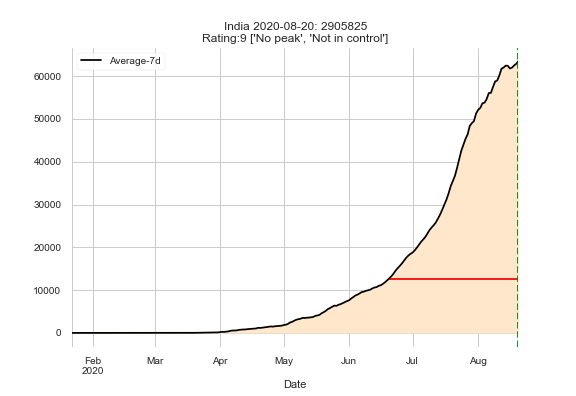 India 2020-08-20: 2905825
Rating:9 ['No peak', 'Not in control']
Average-7d
60000
50000
40000
30000
20000
10000
0
Feb Mar Apr May Jun Jul Aug
2020
Date